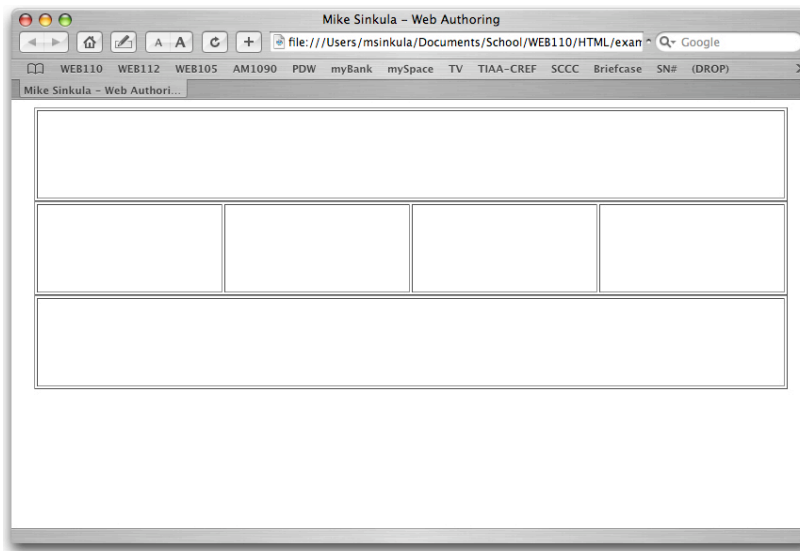 Mike Sinkula – Web Authoring
A A file:///Users/msinkula/Documents/School/WEB110/HTML/exam Google
WEB110 WEB112 WEB105 AM1090 PDW myBank mySpace TV TIAA-CREF SCCC Briefcase SN# (DROP)
Mike Sinkula – Web Authori...